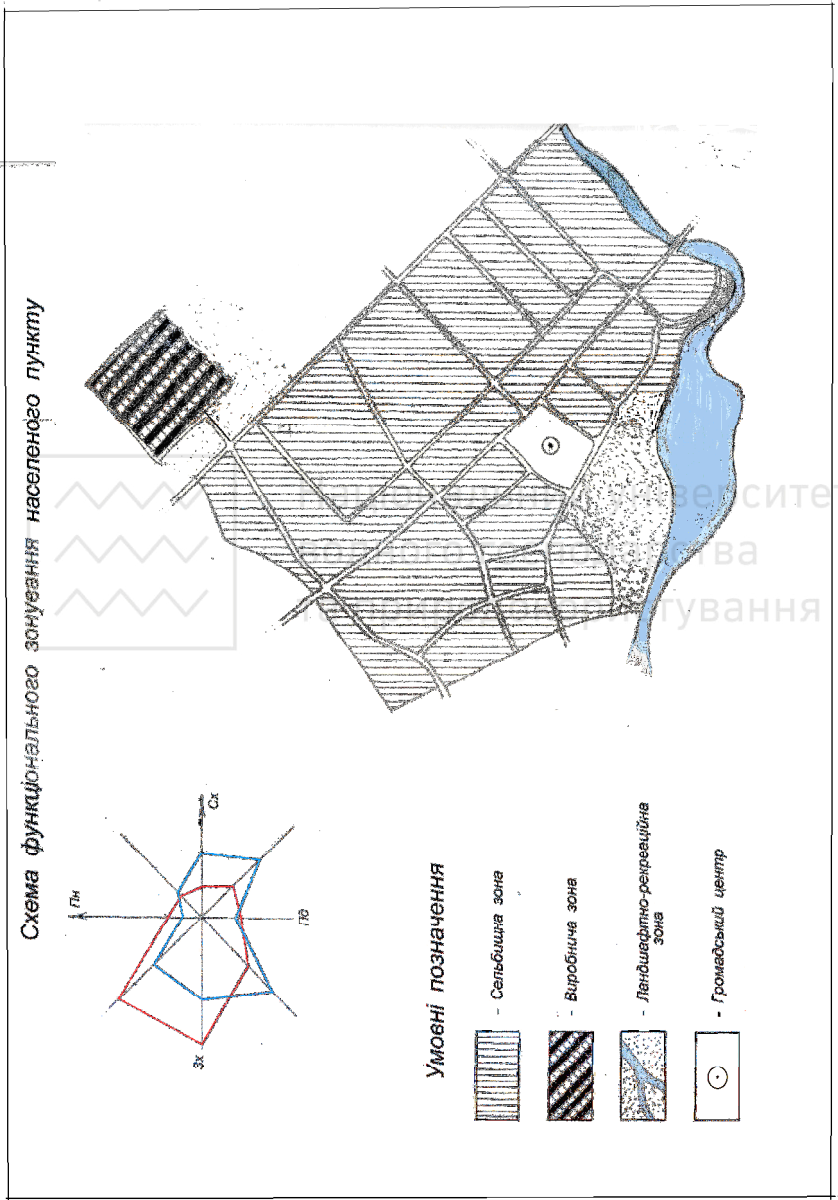 Схема функціонального зонування населеного пункту
Пн
Сх
Пд
Зх
Умовні позначення
- Сельбищна зона
- Виробнича зона
- Ландшафтно-рекреаційна
зона
- Громадський центр